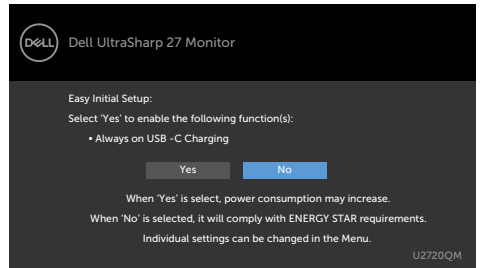 DELL
Dell UltraSharp 27 Monitor
Easy Initial Setup:
Select ‘Yes’ to enable the following function(s):
• Always on USB -C Charging
Yes No
When ‘Yes’ is select, power consumption may increase.
When ‘No’ is selected, it will comply with ENERGY STAR requirements.
Individual settings can be changed in the Menu.
U2720QM